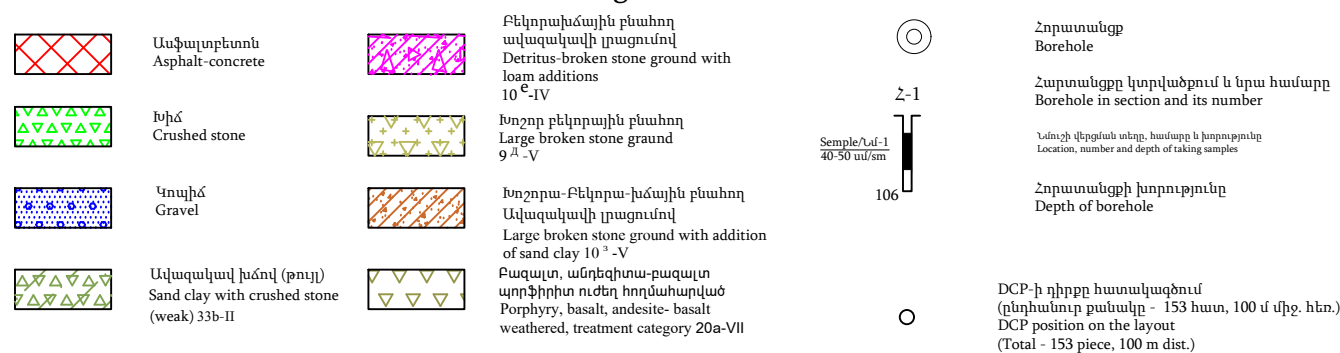 Ասֆալտբետոն
Asphalt-concrete
Խիճ
Crushed stone
Կոպիճ
Gravel
Ավազակավ խճով (թույլ)
Sand clay with crushed stone
(weak) 33b-II
Բեկորախճային բնահող
ավազակավի լրացումով
Detritus-broken stone ground with
loam additions
10 е-IV
Խոշոր բեկորային բնահող
Large broken stone graund
9 Д -V
Խոշորա-Բեկորա-խճային բնահող
Ավազակավի լրացումով
Large broken stone ground with addition
of sand clay 10 з -V
Բազալտ, անդեզիտա-բազալտ
պորֆիրիտ ուժեղ հողմահարված
Porphyry, basalt, andesite- basalt
weathered, treatment category 20a-VII
Հ-1
Semple/Նմ-1
40-50 սմ/sm
106
Հորատանցք
Borehole
Հարտանցքը կտրվածքում և նրա համարը
Borehole in section and its number
Նմուշի վերցման տեղը, համարը և խորությունը
Location, number and depth of taking samples
Հորատանցքի խորությունը
Depth of borehole
DCP-ի դիրքը հատակագծում
(ընդհանուր քանակը - 153 հատ, 100 մ միջ. հեռ.)
DCP position on the layout
(Total - 153 piece, 100 m dist.)